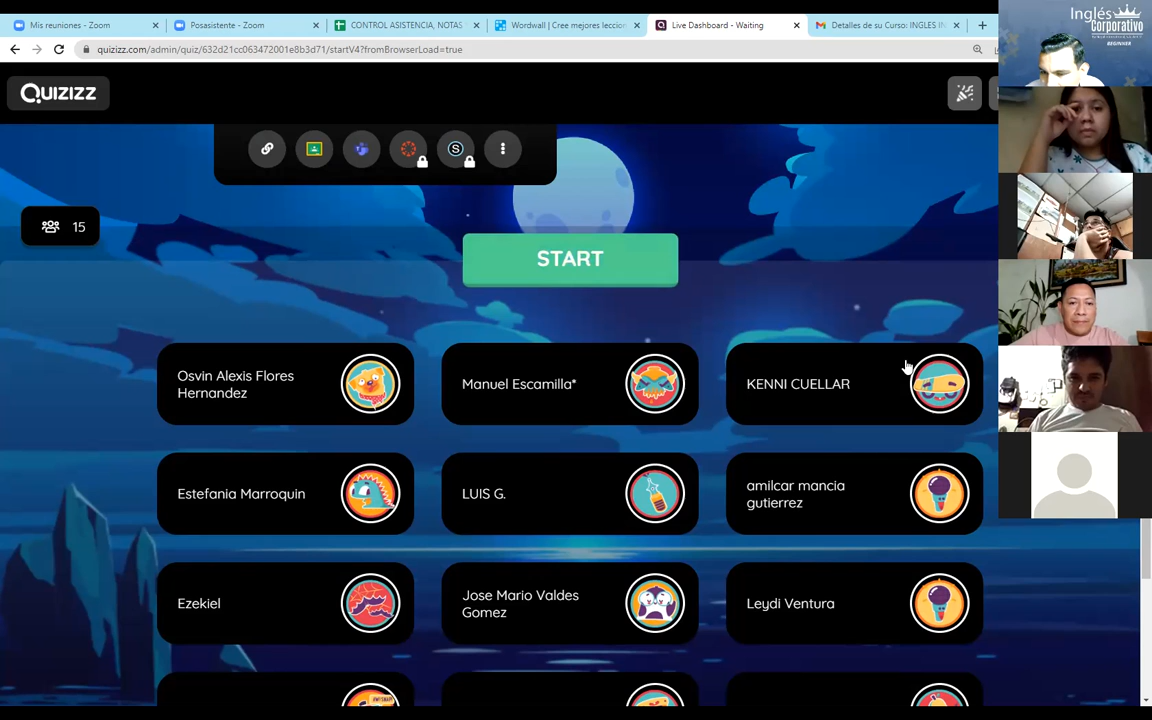 Mis reuniones - Zoom
Posasistente - Zoom
CONTROL ASISTENCIA, NOTAS
Wordwall | Cree mejores leccion
Live Dashboard - Waiting
Detalles de su Curso: INGLES IN
quizizz.com/admin/quiz/632d21cc063472001e8b3d71/startV4?fromBrowserLoad=true
Inglés
Corporativo
BEGINNER
Quizizz
15
START
Osvin Alexis Flores
Hernandez
Manuel Escamilla*
KENNI CUELLAR
Estefania Marroquin
LUIS G.
amilcar mancia
gutierrez
Ezekiel
Jose Mario Valdes
Gomez
Leydi Ventura